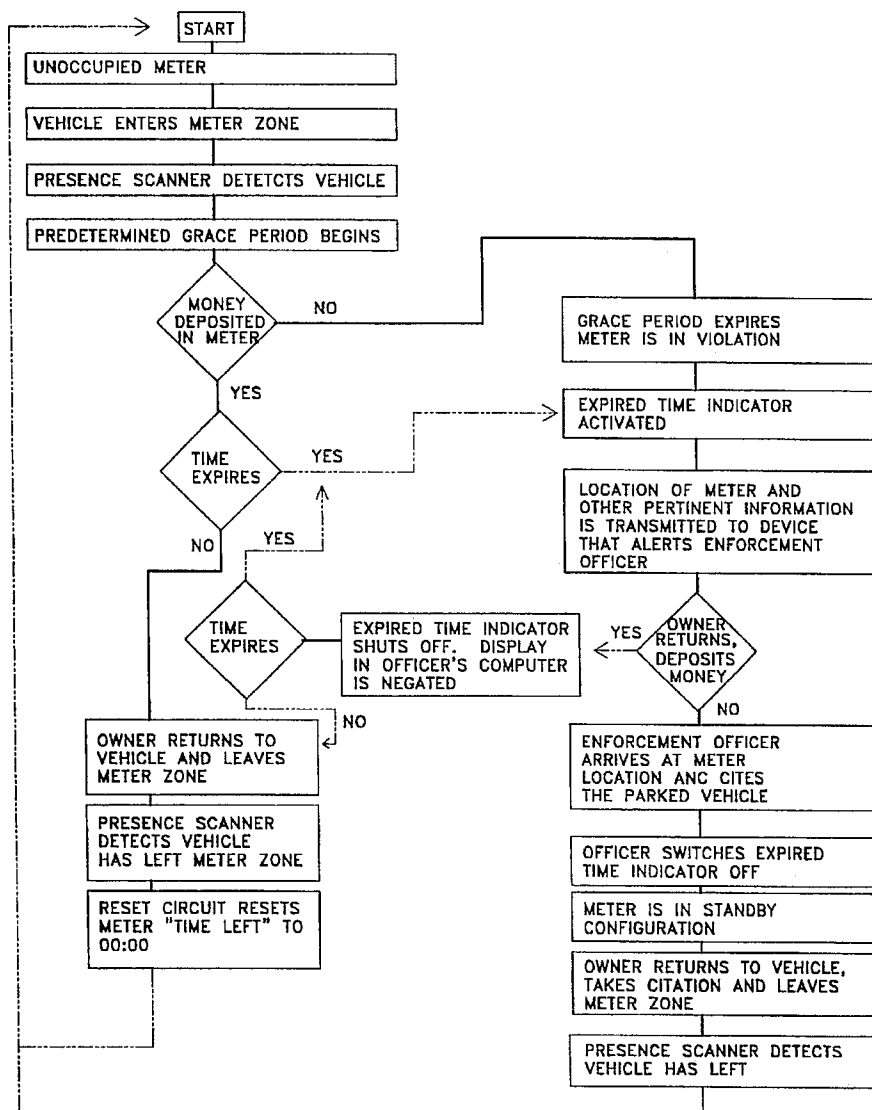 START
UNOCCUPIED METER
VEHICLE ENTERS METER ZONE
PRESENCE SCANNER DETETCTS VEHICLE
PREDETERMINED GRACE PERIOD BEGINS
MONEY
DEPOSITED
IN METER
NO
YES
GRACE PERIOD EXPIRES
METER IS IN VIOLATION
EXPIRED TIME INDICATOR
ACTIVATED
TIME
EXPIRES
YES
NO
LOCATION OF METER AND
OTHER PERTINENT INFORMATION
IS TRANSMITTED TO DEVICE
THAT ALERTS ENFORCEMENT
OFFICER
YES
TIME
EXPIRES
NO
EXPIRED TIME INDICATOR
SHUTS OFF. DISPLAY
IN OFFICER'S COMPUTER
IS NEGATED
YES
OWNER
RETURNS,
DEPOSITS
MONEY
NO
OWNER RETURNS TO
VEHICLE AND LEAVES
METER ZONE
PRESENCE SCANNER
DETECTS VEHICLE
HAS LEFT METER ZONE
RESET CIRCUIT RESETS
METER "TIME LEFT" TO
00:00
ENFORCEMENT OFFICER
ARRIVES AT METER
LOCATION ANC CITES
THE PARKED VEHICLE
OFFICER SWITCHES EXPIRED
TIME INDICATOR OFF
METER IS IN STANDBY
CONFIGURATION
OWNER RETURNS TO VEHICLE,
TAKES CITATION AND LEAVES
METER ZONE
PRESENCE SCANNER DETECTS
VEHICLE HAS LEFT